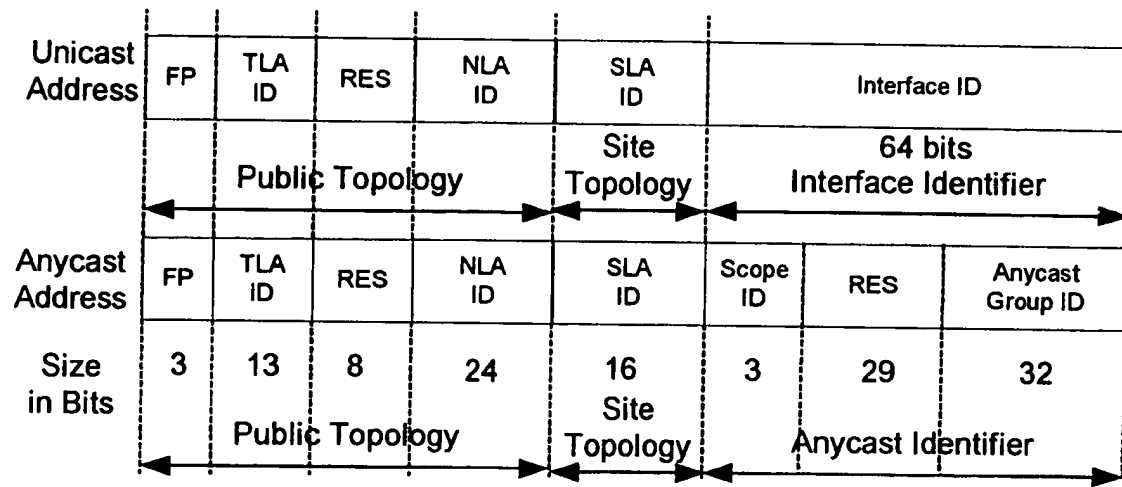 Unicast Address FP TLA ID RES NLA ID SLA ID Interface ID
Public Topology Site Topology 64 bits Interface Identifier
Anycast Address FP TLA ID RES NLA ID SLA ID Scope ID RES Anycast Group ID
Size in Bits 3 13 8 24 16 3 29 32
Public Topology Site Topology Anycast Identifier